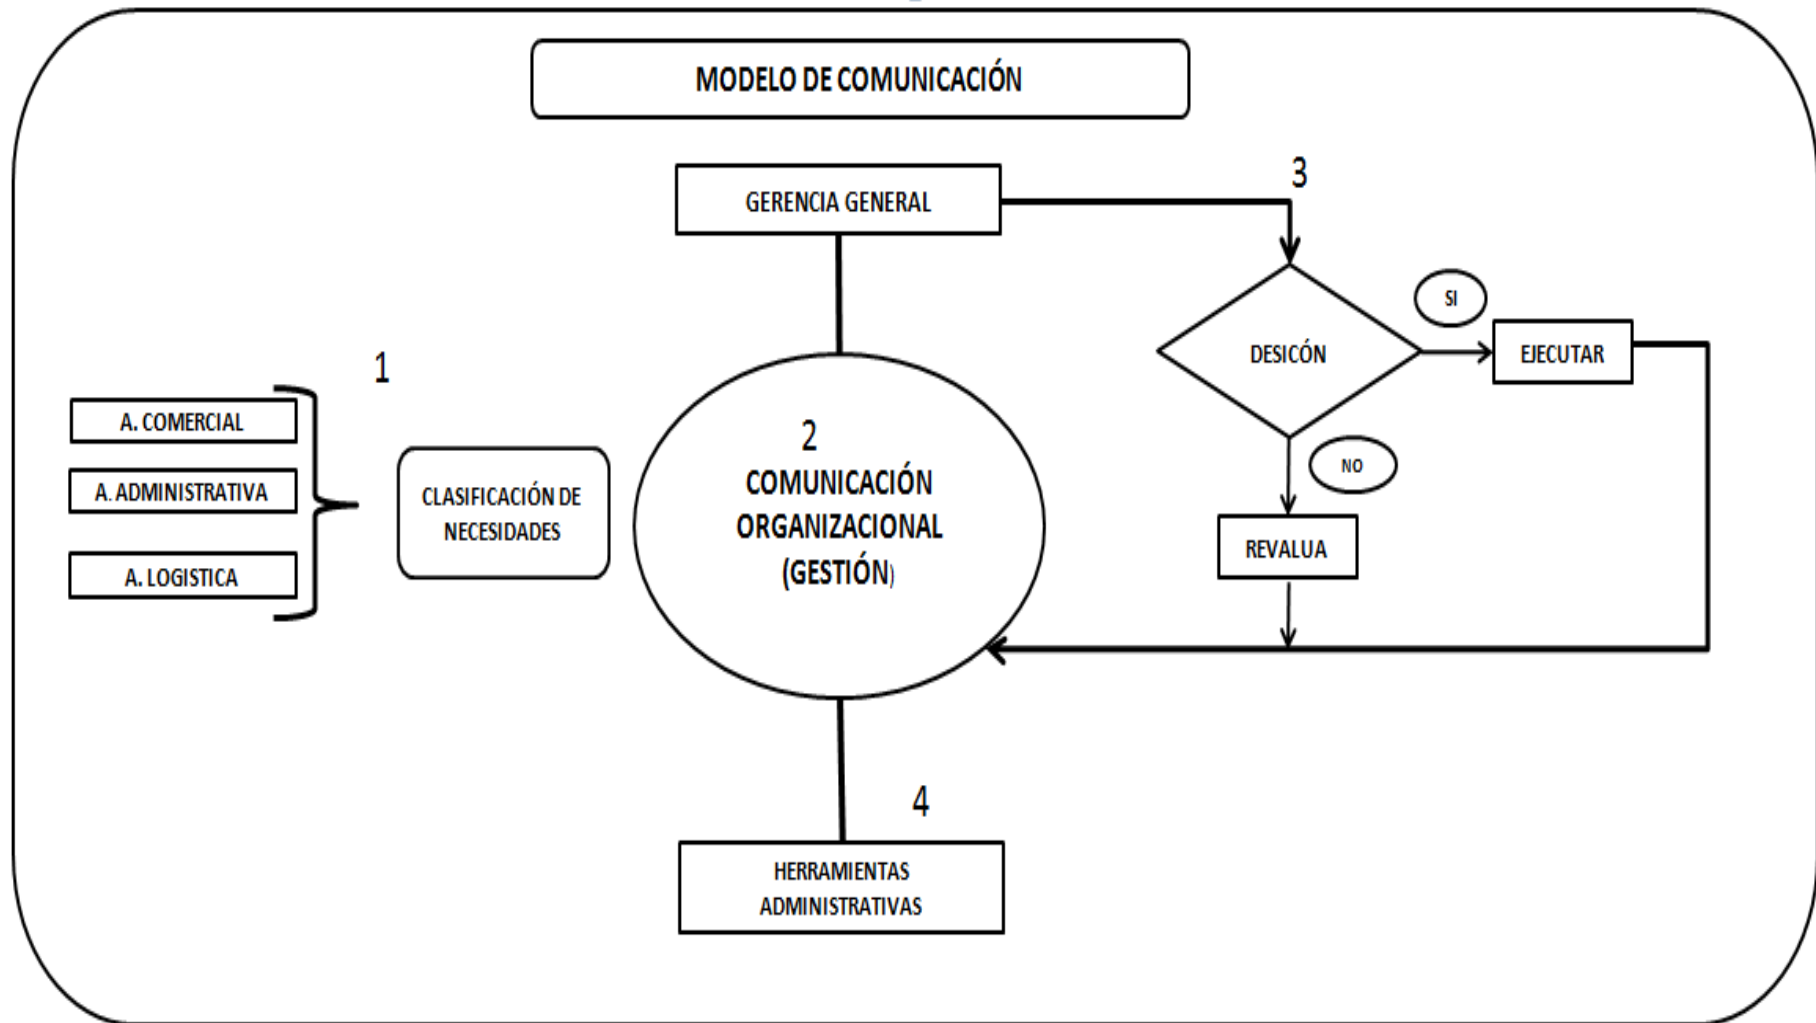 MODELO DE COMUNICACIÓN
GERENCIA GENERAL
3
SI
DESICÓN
EJECUTAR
NO
REVALUA
1
A. COMERCIAL
A. ADMINISTRATIVA
A. LOGISTICA
CLASIFICACIÓN DE
NECESIDADES
2
COMUNICACIÓN
ORGANIZACIONAL
(GESTIÓN)
4
HERRAMIENTAS
ADMINISTRATIVAS